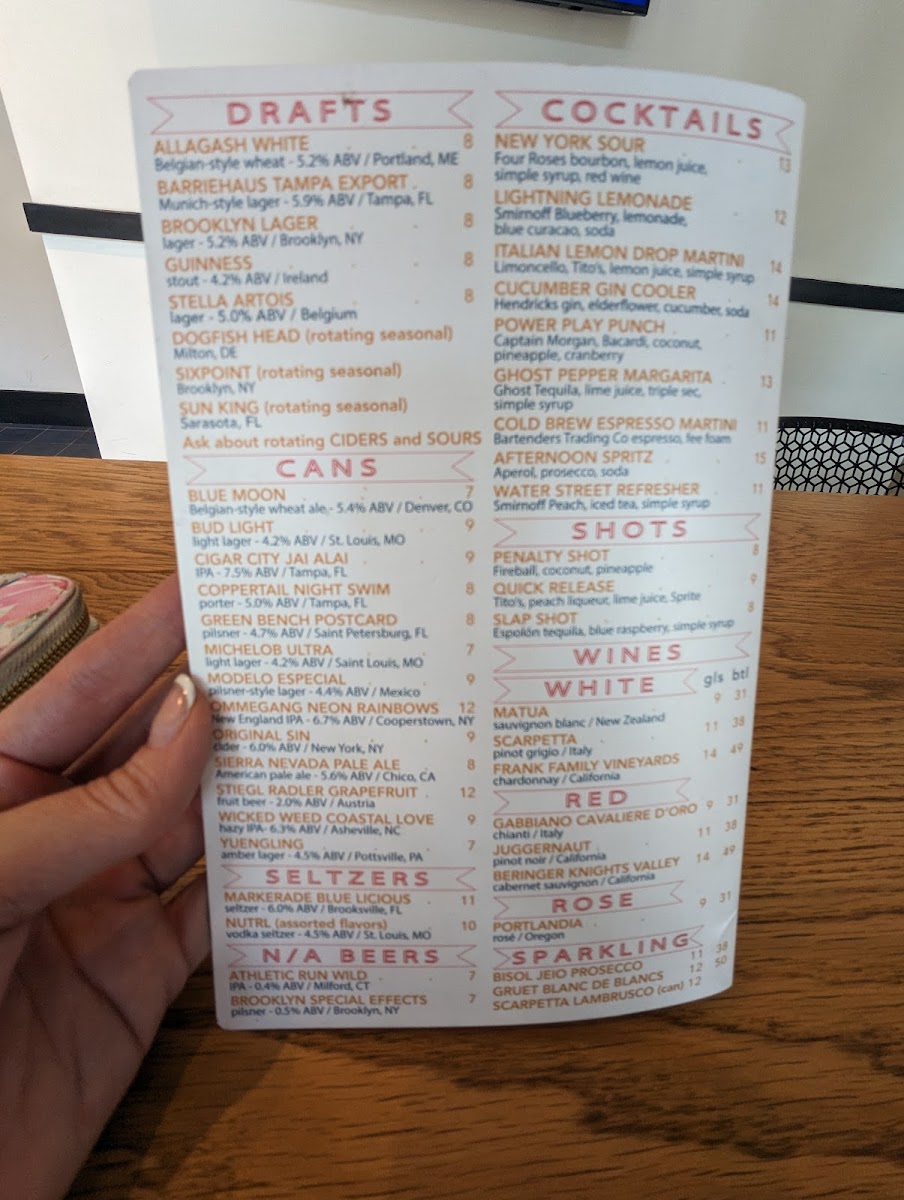 DRAFTS
ALLAGASH WHITE 8
Belgian-style wheat - 5.2% ABV / Portland, ME
BARRIEHAUS TAMPA EXPORT 8
Munich-style lager - 5.9% ABV / Tampa, FL
BROOKLYN LAGER 8
lager - 5.2% ABV / Brooklyn, NY
GUINNESS 8
stout - 4.2% ABV / Ireland
STELLA ARTOIS 8
lager - 5.0% ABV / Belgium
DOGFISH HEAD (rotating seasonal)
Milton, DE
SIXPOINT (rotating seasonal)
Brooklyn, NY
SUN KING (rotating seasonal)
Sarasota, FL
Ask about rotating CIDERS and SOURS
CANS
BLUE MOON 7
Belgian-style wheat ale - 5.4% ABV / Denver, CO
BUD LIGHT 9
light lager - 4.2% ABV / St. Louis, MO
CIGAR CITY JAI ALAI 9
IPA - 7.5% ABV / Tampa, FL
COPPERTAIL NIGHT SWIM 8
porter - 5.0% ABV / Tampa, FL
GREEN BENCH POSTCARD 8
pilsner - 4.7% ABV / Saint Petersburg, FL
MICHELOB ULTRA 7
light lager - 4.2% ABV / Saint Louis, MO
MODELO ESPECIAL 9
pilsner-style lager - 4.4% ABV / Mexico
OMMEGANG NEON RAINBOWS 12
New England IPA - 6.7% ABV / Cooperstown, NY
ORIGINAL SIN 9
cider - 6.0% ABV / New York, NY
SIERRA NEVADA PALE ALE 8
American pale ale - 5.6% ABV / Chico, CA
STIEGL RADLER GRAPEFRUIT 12
fruit beer - 2.0% ABV / Austria
WICKED WEED COASTAL LOVE 9
hazy IPA- 6.3% ABV / Asheville, NC
YUENGLING 7
amber lager - 4.5% ABV / Pottsville, PA
SELTZERS
MARKERADE BLUE LICIOUS 11
seltzer - 6.0% ABV / Brooksville, FL
NUTRL (assorted flavors) 10
vodka seltzer - 4.5% ABV / St. Louis, MO
N/A BEERS
ATHLETIC RUN WILD 7
IPA - 0.4% ABV / Milford, CT
BROOKLYN SPECIAL EFFECTS 7
pilsner - 0.5% ABV / Brooklyn, NY
COCKTAILS
NEW YORK SOUR 13
Four Roses bourbon, lemon juice,
simple syrup, red wine
LIGHTNING LEMONADE 12
Smirnoff Blueberry, lemonade,
blue curacao, soda
ITALIAN LEMON DROP MARTINI 14
Limoncello, Tito's, lemon juice, simple syrup
CUCUMBER GIN COOLER 14
Hendricks gin, elderflower, cucumber, soda
POWER PLAY PUNCH 11
Captain Morgan, Bacardi, coconut,
pineapple, cranberry
GHOST PEPPER MARGARITA 13
Ghost Tequila, lime juice, triple sec,
simple syrup
COLD BREW ESPRESSO MARTINI 11
Bartenders Trading Co espresso, fee foam
AFTERNOON SPRITZ 15
Aperol, prosecco, soda
WATER STREET REFRESHER 11
Smirnoff Peach, iced tea, simple syrup
SHOTS
PENALTY SHOT 8
Fireball, coconut, pineapple
QUICK RELEASE 9
Tito's, peach liqueur, lime juice, Sprite
SLAP SHOT 8
Espolòn tequila, blue raspberry, simple syrup
WINES
WHITE gls btl
MATUA 9 31
sauvignon blanc / New Zealand
SCARPETTA 11 38
pinot grigio / Italy
FRANK FAMILY VINEYARDS 14 49
chardonnay / California
RED
GABBIANO CAVALIERE D'ORO 9 31
chianti / Italy
JUGGERNAUT 11 38
pinot noir / California
BERINGER KNIGHTS VALLEY 14 49
cabernet sauvignon / California
ROSE
PORTLANDIA 9 31
rosé / Oregon
SPARKLING
BISOL JEIO PROSECCO 11 38
GRUET BLANC DE BLANCS 12 50
SCARPETTA LAMBRUSCO (can) 12